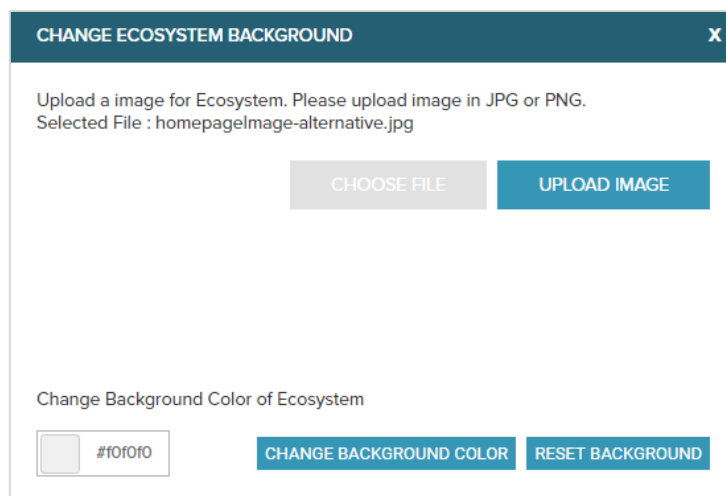 CHANGE ECOSYSTEM BACKGROUND X
Upload a image for Ecosystem. Please upload image in JPG or PNG.
Selected File : homepageImage-alternative.jpg
CHOOSE FILE UPLOAD IMAGE
Change Background Color of Ecosystem
#f0f0f0 CHANGE BACKGROUND COLOR RESET BACKGROUND